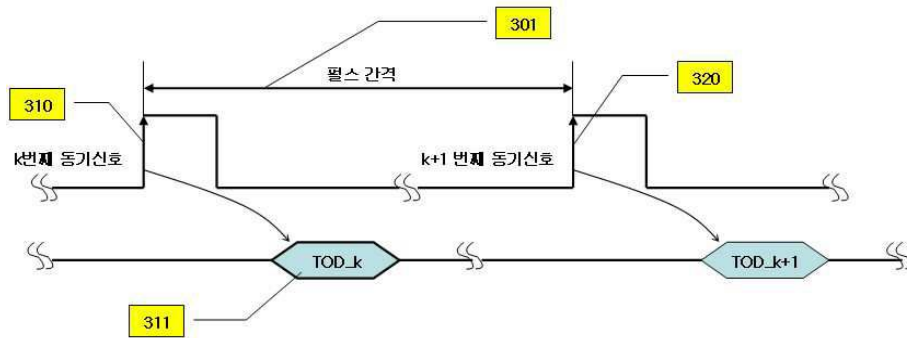 301
펄스 간격
310
320
k번째 동기신호
k+1 번째 동기신호
TOD_k
TOD_k+1
311